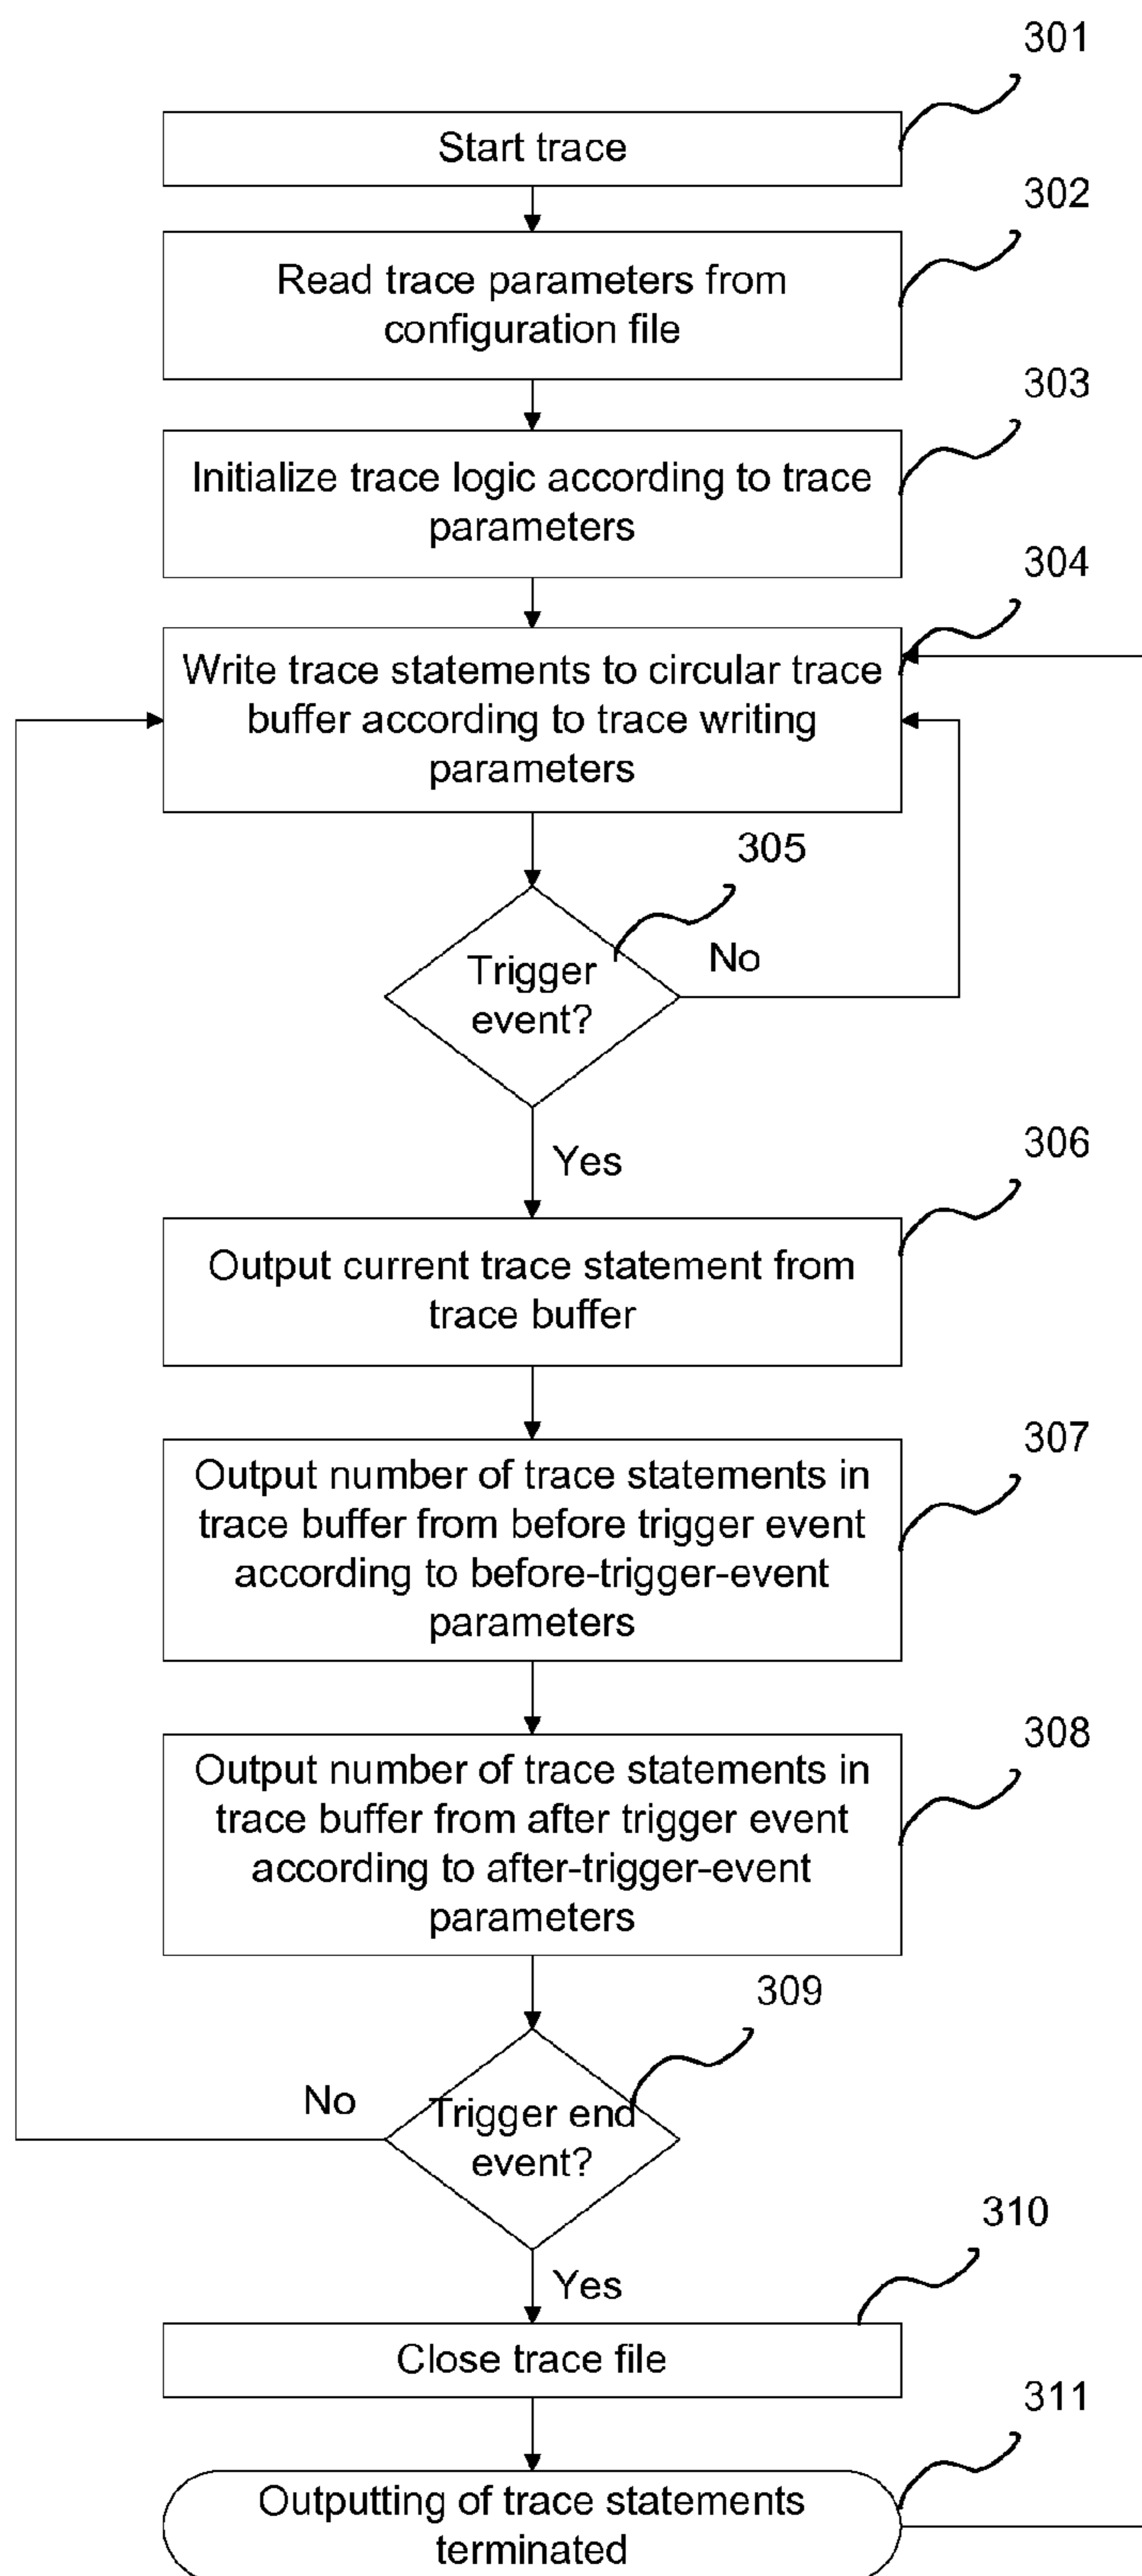 301
Start trace
302
Read trace parameters from
configuration file
303
Initialize trace logic according to trace
parameters
304
Write trace statements to circular trace
buffer according to trace writing
parameters
305
Trigger
event?
No
Yes
306
Output current trace statement from
trace buffer
307
Output number of trace statements in
trace buffer from before trigger event
according to before-trigger-event
parameters
308
Output number of trace statements in
trace buffer from after trigger event
according to after-trigger-event
parameters
309
No
Trigger end
event?
310
Yes
Close trace file
311
Outputting of trace statements
terminated